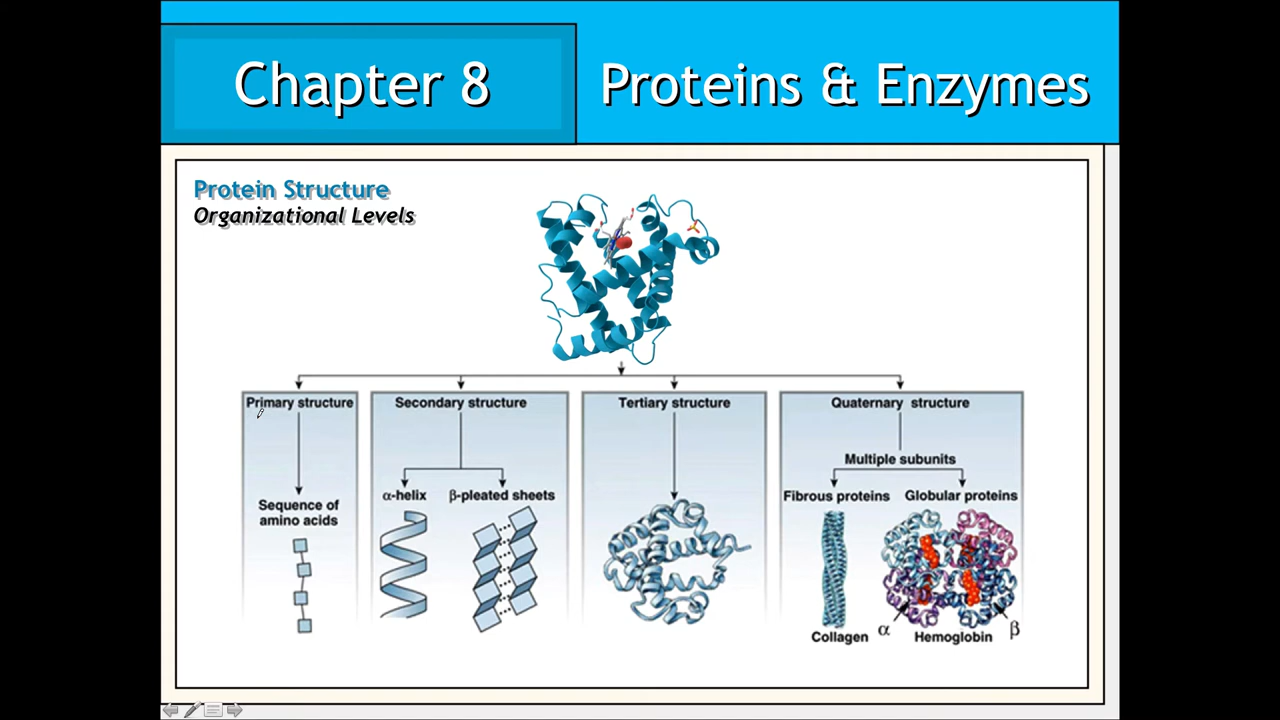 Chapter 8
Proteins & Enzymes
Protein Structure
Organizational Levels
Primary structure
Sequence of
amino acids
Secondary structure
α-helix
β-pleated sheets
Tertiary structure
Quaternary structure
Multiple subunits
Fibrous proteins
Globular proteins
Collagen
α
Hemoglobin
β